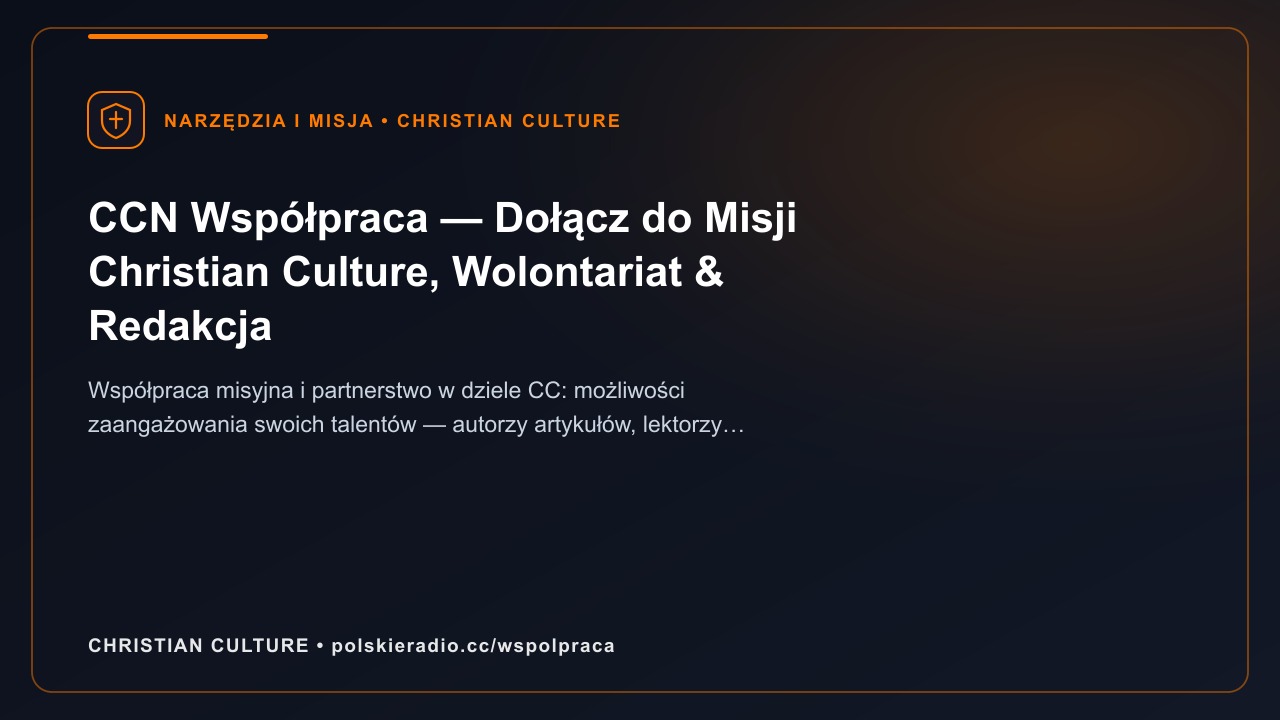 NARZĘDZIA I MISJA • CHRISTIAN CULTURE
CCN Współpraca — Dołącz do Misji
Christian Culture, Wolontariat &
Redakcja
Współpraca misyjna i partnerstwo w dziele CC: możliwości
zaangażowania swoich talentów — autorzy artykułów, lektorzy…
CHRISTIAN CULTURE • polskieradio.cc/wspolpraca